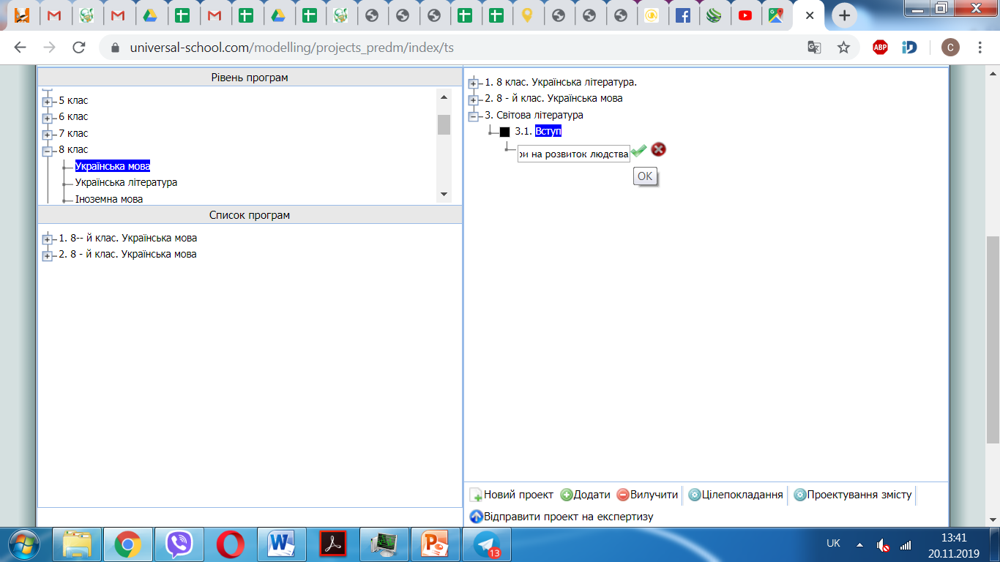 universal-school.com/modelling/projects_predm/index/ts
ABP
C
Рівень програм
5 клас
6 клас
7 клас
8 клас
Українська мова
Українська література
Іноземна мова
Список програм
1. 8-- й клас. Українська мова
2. 8 - й клас. Українська мова
1. 8 клас. Українська література.
2. 8 - й клас. Українська мова
3. Світова література
3.1. Вступ
ри на розвиток людства
OK
Новий проект Додати Вилучити Цілепокладання Проектування змісту
Відправити проект на експертизу
13
UK
13:41
20.11.2019